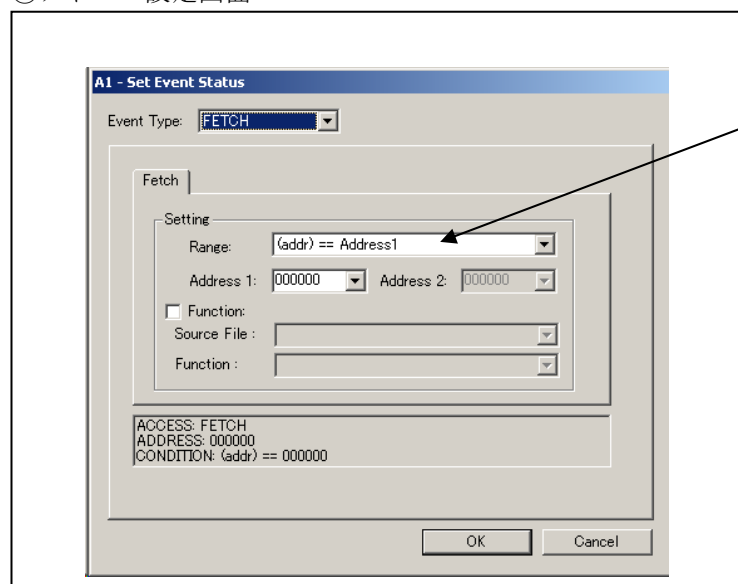 A1 - Set Event Status
Event Type: FETCH
Fetch
Setting
Range: (addr) == Address1
Address 1: 000000 Address 2: 000000
Function:
Source File :
Function :
ACCESS: FETCH
ADDRESS: 000000
CONDITION: (addr) == 000000
OK Cancel